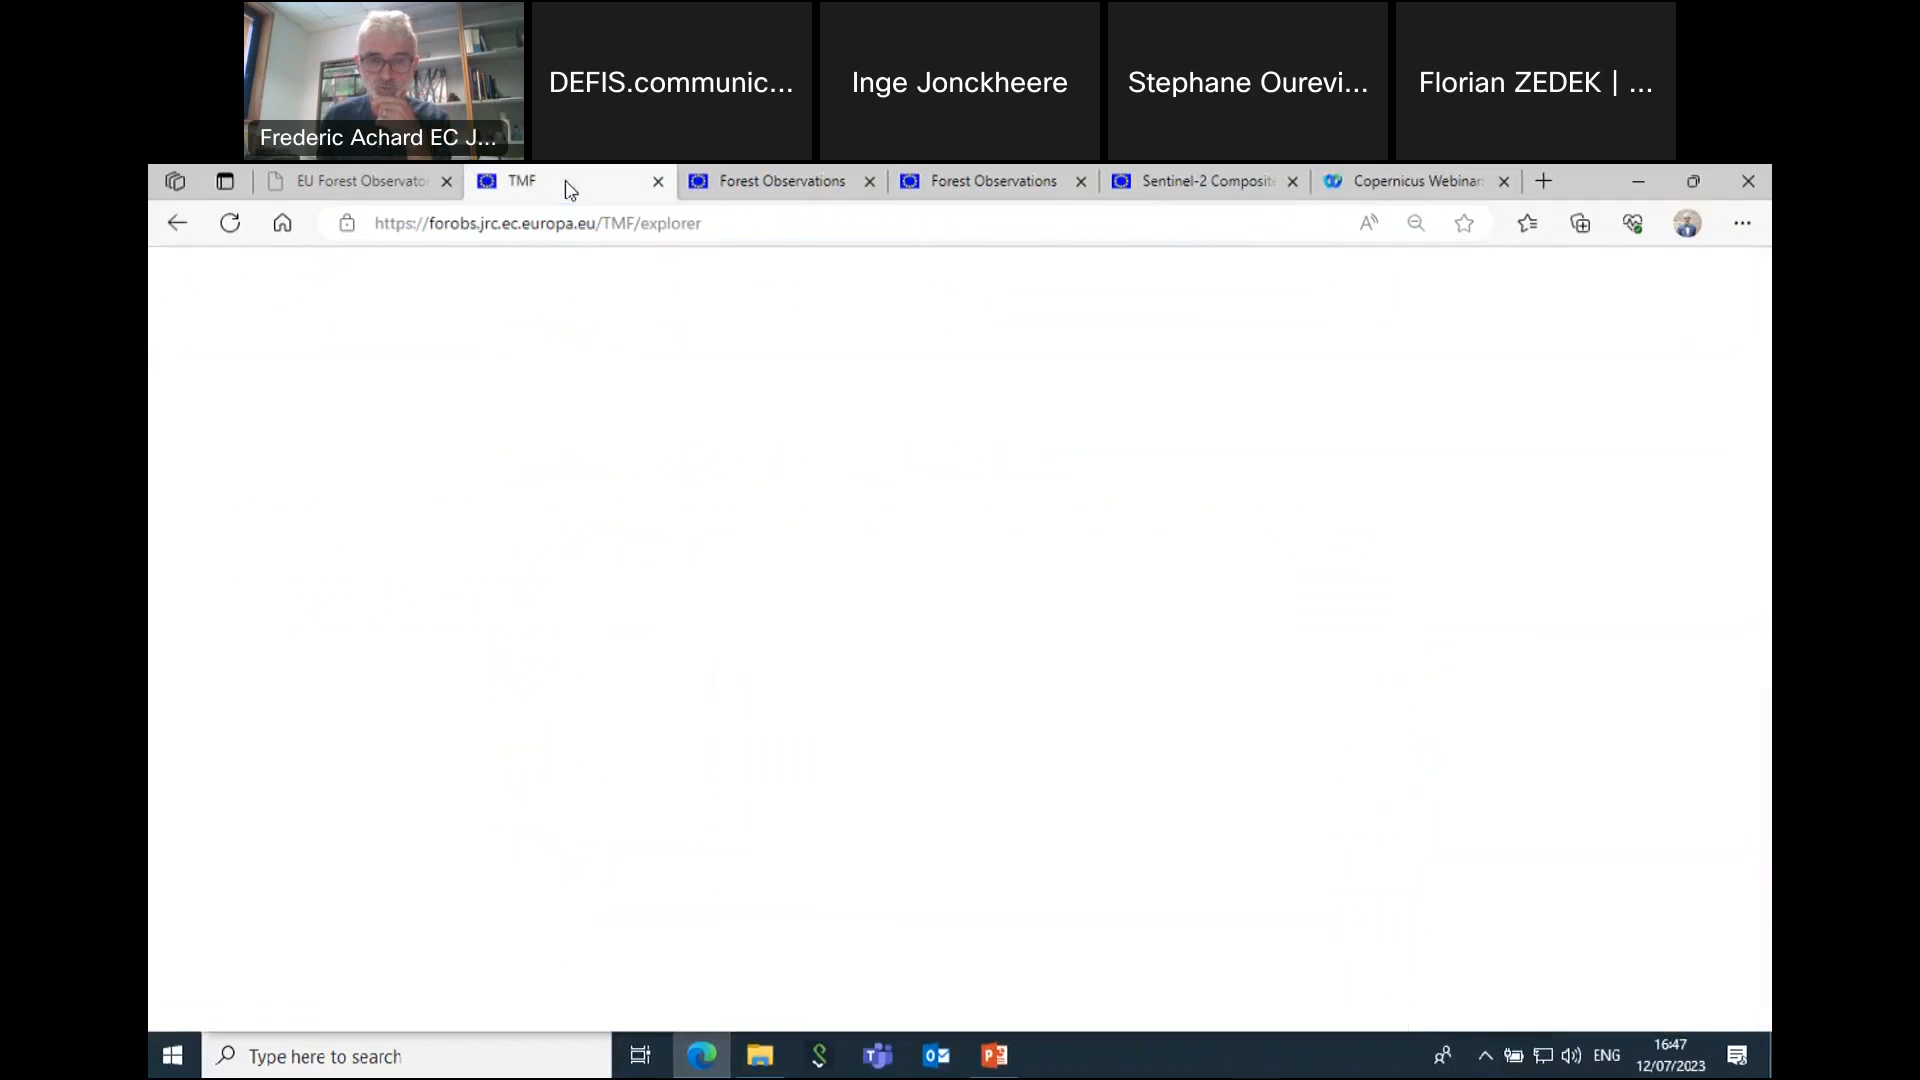 Frederic Achard EC J...
DEFIS.communic...
Inge Jonckheere
Stephane Ourevi...
Florian ZEDEK | ...
EU Forest Observato
TMF
Forest Observations
Forest Observations
Sentinel-2 Composit
Copernicus Webinar
https://forobs.jrc.ec.europa.eu/TMF/explorer
Type here to search
ENG
16:47
12/07/2023